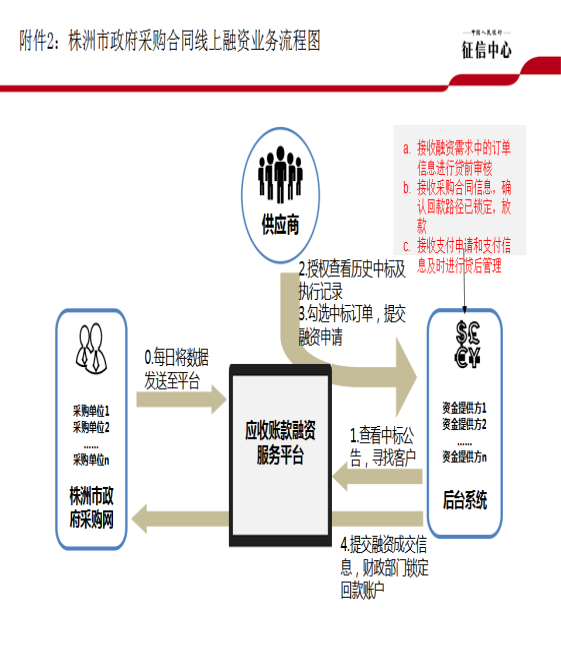 附件2：株洲市政府采购合同线上融资业务流程图
中国人民银行
征信中心
a. 接收融资需求中的订单
信息进行贷前审核
b. 接收采购合同信息，确
认回款路径已锁定，放
款
c. 接收支付申请和支付信
息及时进行贷后管理
供应商
2.授权查看历史中标及
执行记录
3.勾选中标订单，提交
融资申请
0.每日将数据
发送至平台
采购单位1
采购单位2
……
采购单位n
株洲市政
府采购网
应收账款融资
服务平台
1.查看中标公
告，寻找客户
资金提供方1
资金提供方2
……
资金提供方n
后台系统
4.提交融资成交信
息，财政部门锁定
回款账户